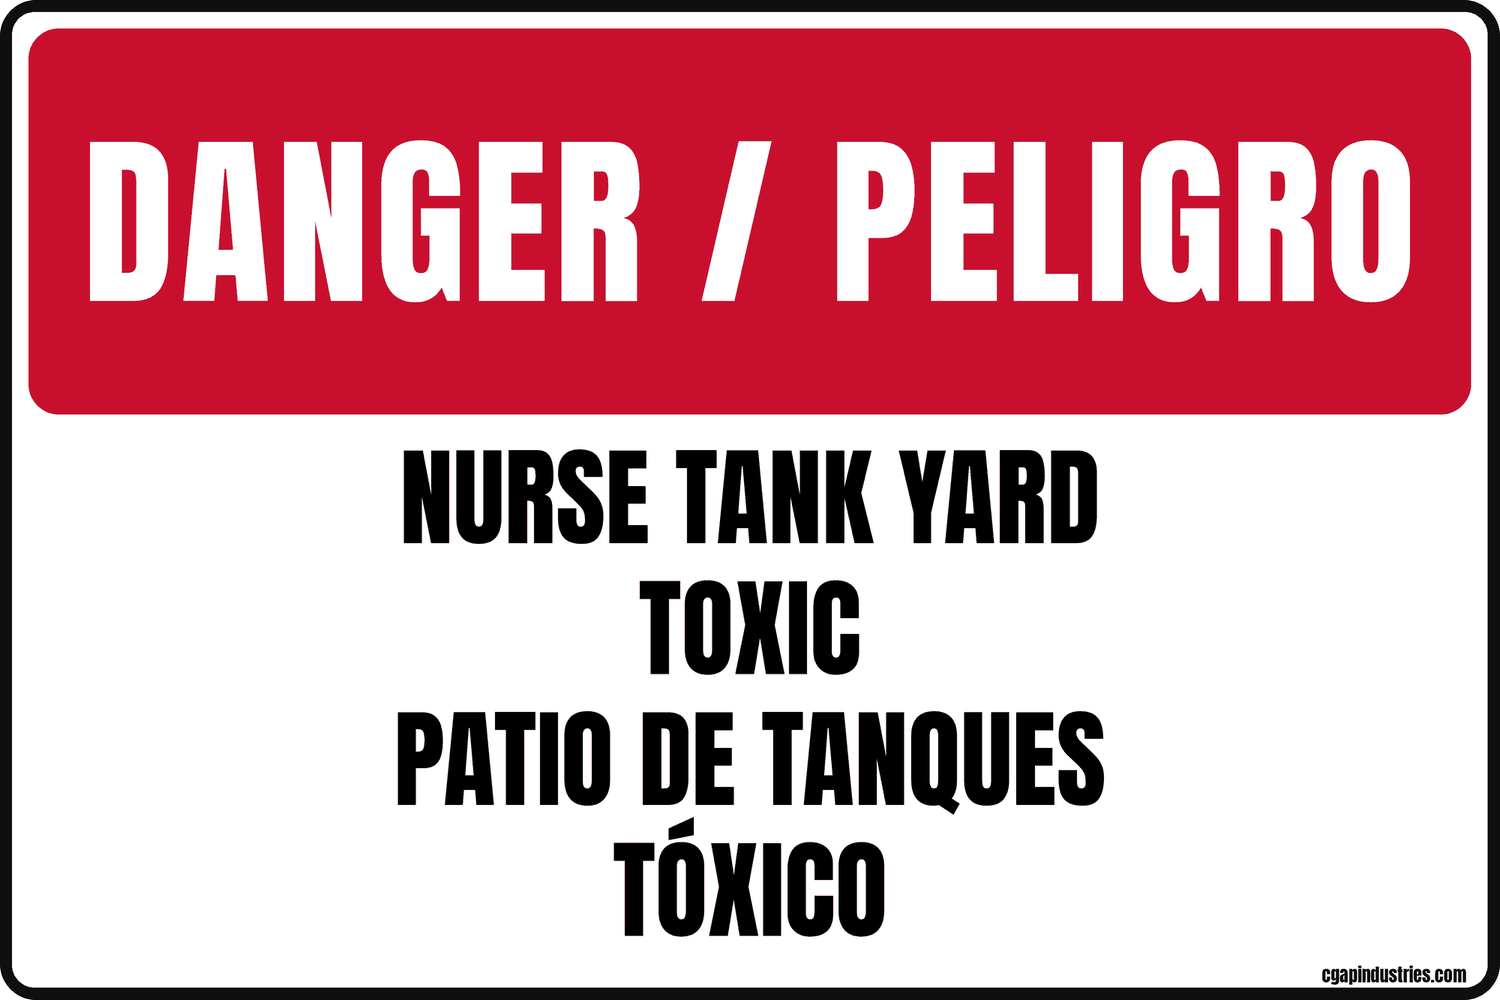 DANGER / PELIGRO
NURSE TANK YARD
TOXIC
PATIO DE TANQUES
TÓXICO
cgapindustries.com